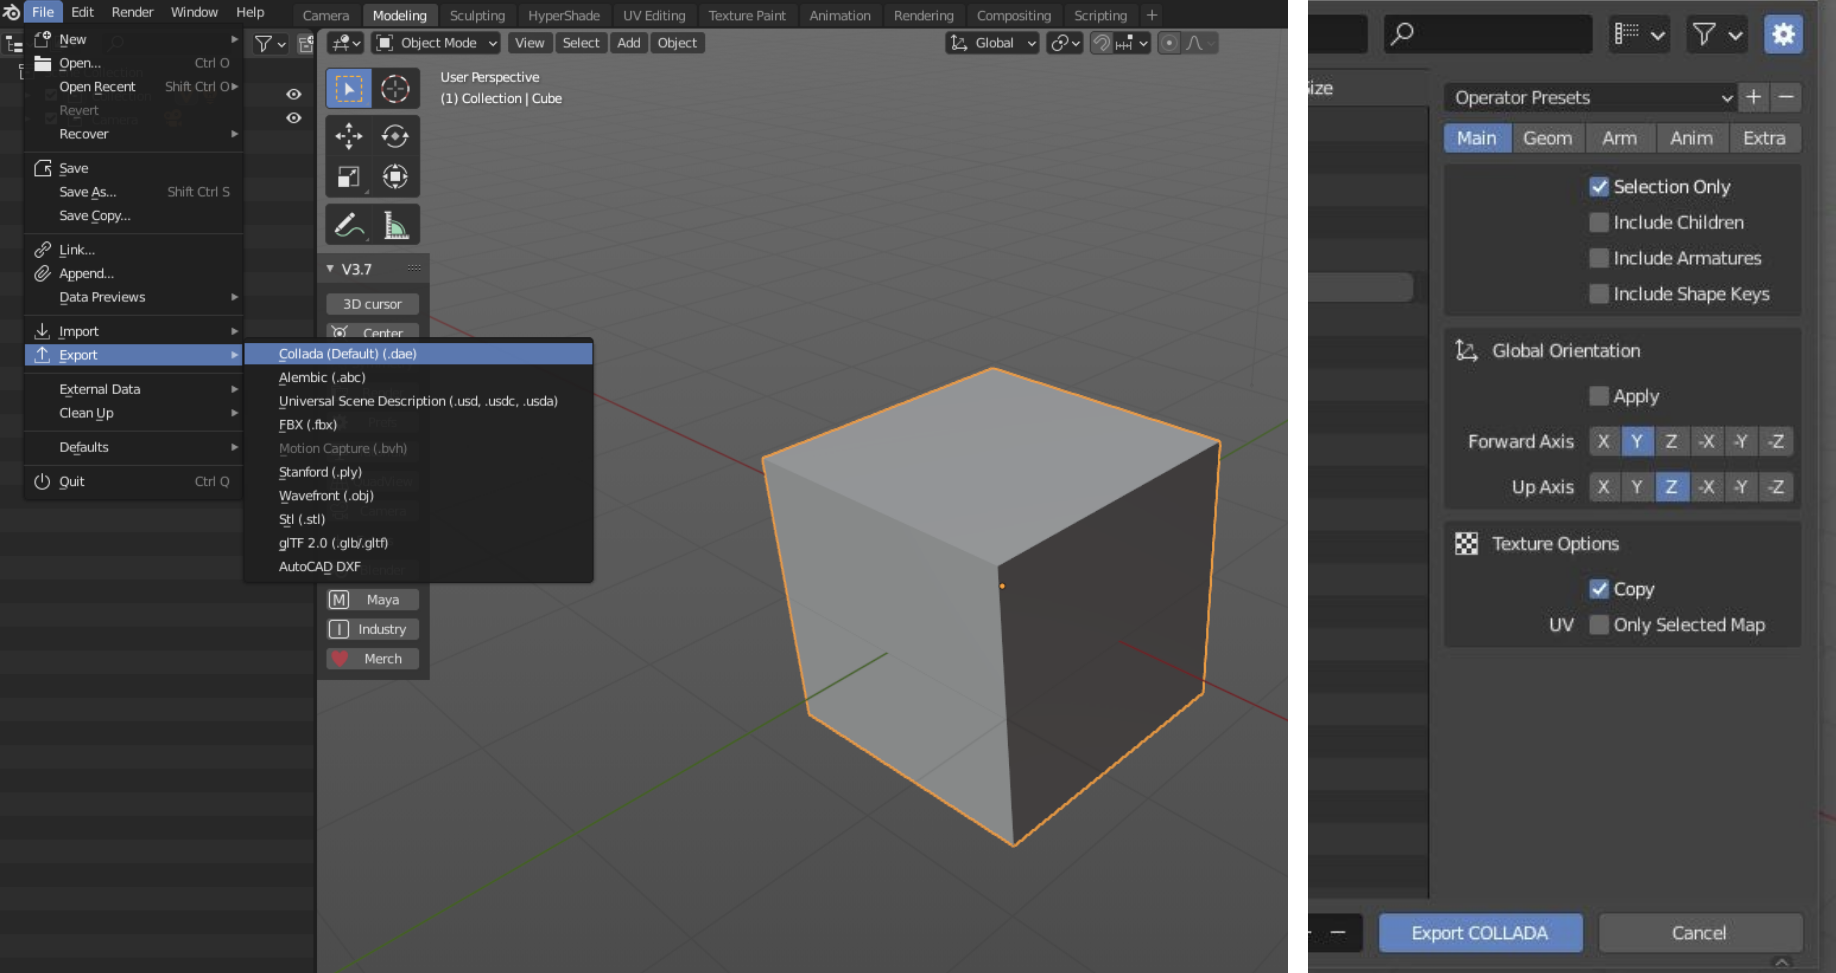 File Edit Render Window Help
Camera Modeling Sculpting HyperShade UV Editing Texture Paint Animation Rendering Compositing Scripting +
New
Open... Ctrl O
Open Recent Shift Ctrl O
Revert
Recover
Save
Save As... Shift Ctrl S
Save Copy...
Link...
Append...
Data Previews
Import
Export
External Data
Clean Up
Defaults
Quit Ctrl Q
Collada (Default) (.dae)
Alembic (.abc)
Universal Scene Description (.usd, .usdc, .usda)
FBX (.fbx)
Motion Capture (.bvh)
Stanford (.ply)
Wavefront (.obj)
Stl (.stl)
glTF 2.0 (.glb/.gltf)
AutoCAD DXF
Object Mode View Select Add Object Global
User Perspective
(1) Collection | Cube
V3.7
3D cursor
Center
M Maya
I Industry
Merch
ize
Operator Presets + −
Main Geom Arm Anim Extra
Selection Only
Include Children
Include Armatures
Include Shape Keys
Global Orientation
Apply
Forward Axis X Y Z -X -Y -Z
Up Axis X Y Z -X -Y -Z
Texture Options
Copy
UV Only Selected Map
Export COLLADA Cancel